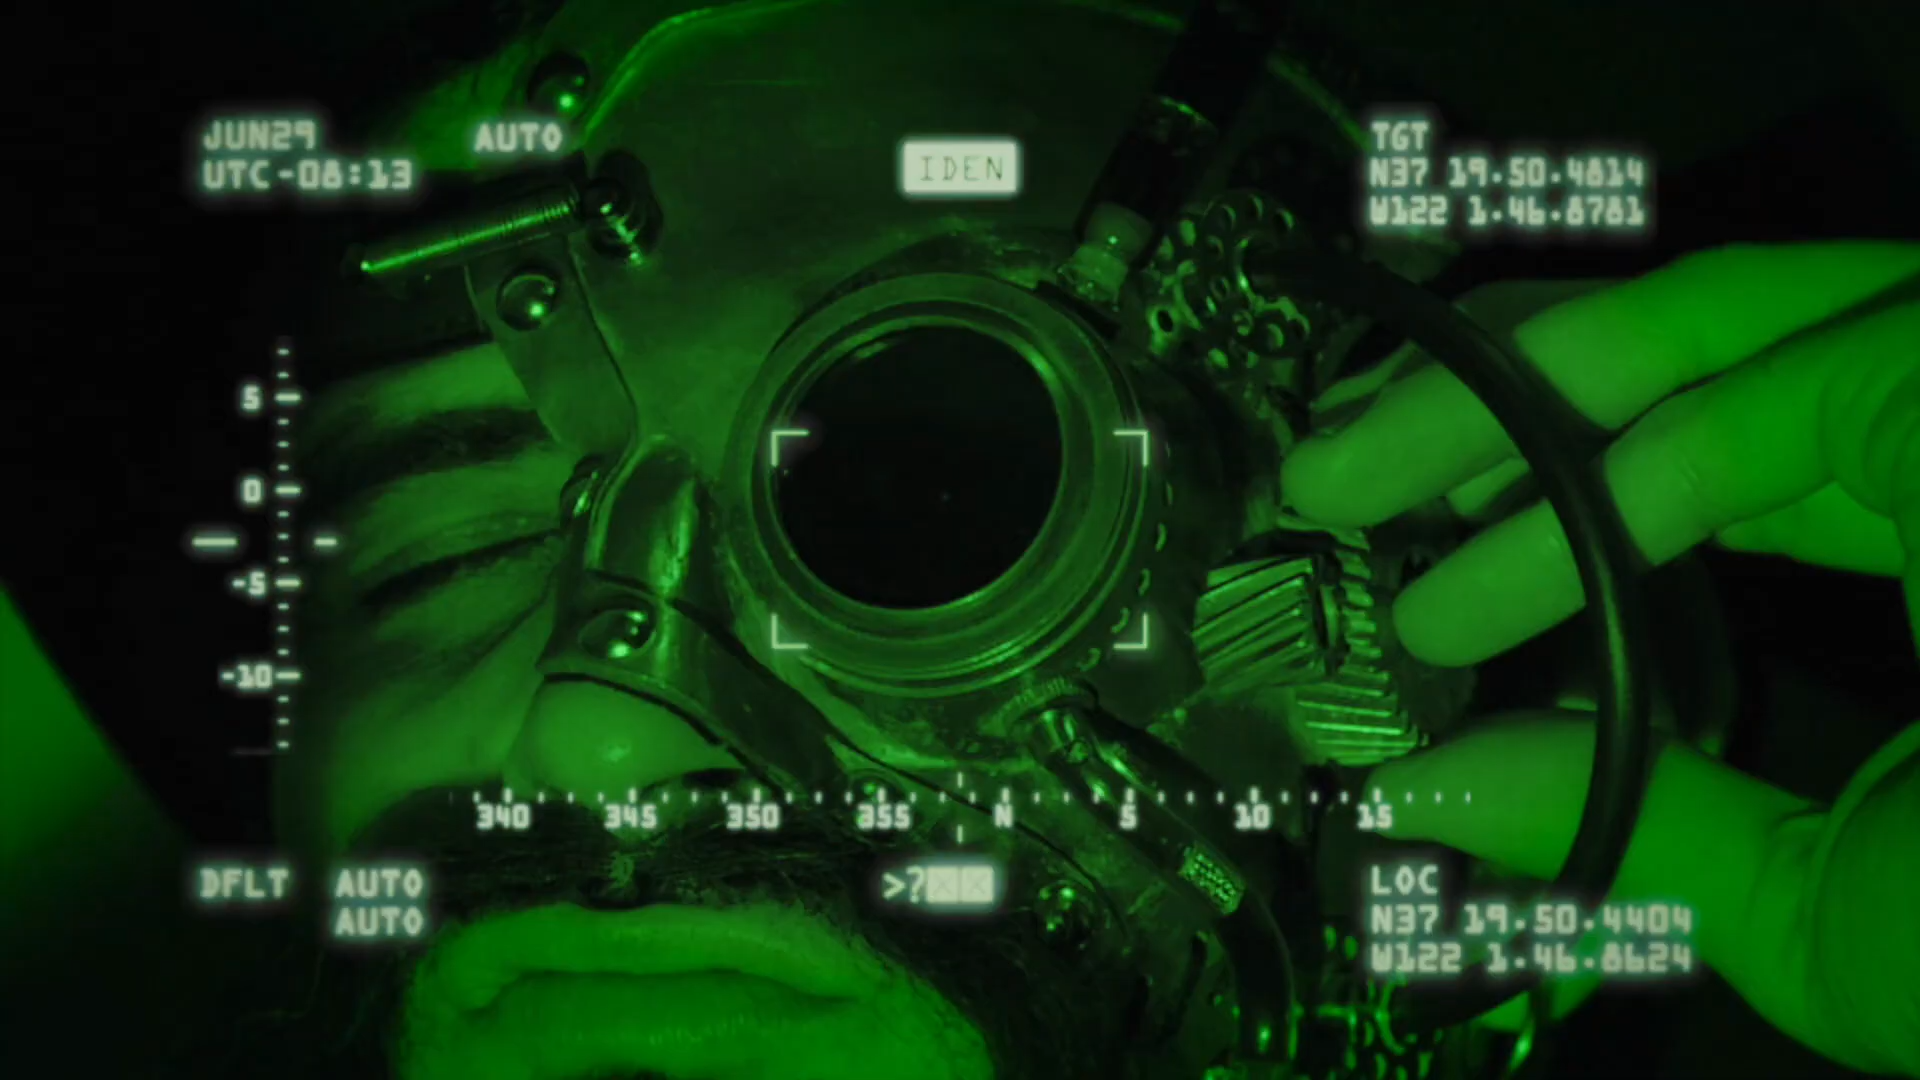 JUN29
UTC-08:13
AUTO
IDEN
TGT
N37 19.50.4814
W122 1.46.8781
5
0
-5
-10
340 345 350 355 N 5 10 15
DFLT AUTO
AUTO
>?
LOC
N37 19.50.4404
W122 1.46.8624